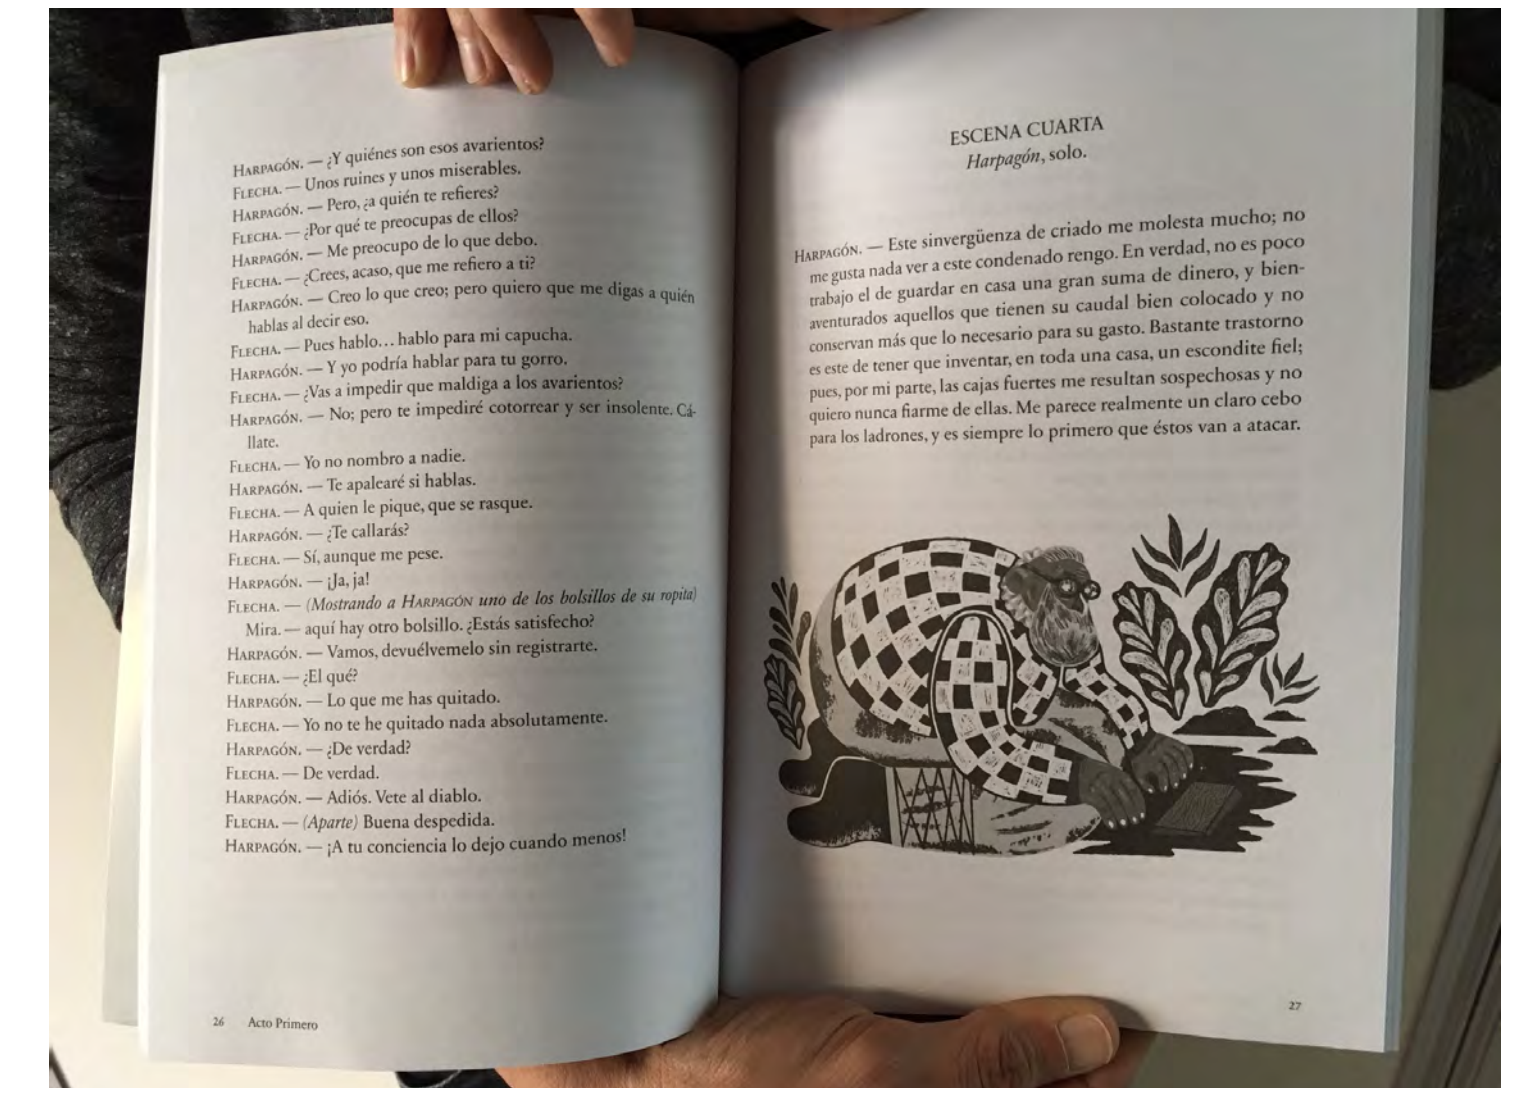 HARPAGÓN. — ¿Y quiénes son esos avarientos?
FLECHA. — Unos ruines y unos miserables.
HARPAGÓN. — Pero, ¿a quién te refieres?
FLECHA. — ¿Por qué te preocupas de ellos?
HARPAGÓN. — Me preocupo de lo que debo.
FLECHA. — ¿Crees, acaso, que me refiero a ti?
HARPAGÓN. — Creo lo que creo; pero quiero que me digas a quién
hablas al decir eso.
FLECHA. — Pues hablo… hablo para mi capucha.
HARPAGÓN. — Y yo podría hablar para tu gorro.
FLECHA. — ¿Vas a impedir que maldiga a los avarientos?
HARPAGÓN. — No; pero te impediré cotorrear y ser insolente. Cá-
llate.
FLECHA. — Yo no nombro a nadie.
HARPAGÓN. — Te apalearé si hablas.
FLECHA. — A quien le pique, que se rasque.
HARPAGÓN. — ¿Te callarás?
FLECHA. — Sí, aunque me pese.
HARPAGÓN. — ¡Ja, ja!
FLECHA. — (Mostrando a HARPAGÓN uno de los bolsillos de su ropita)
Mira. — aquí hay otro bolsillo. ¿Estás satisfecho?
HARPAGÓN. — Vamos, devuélvemelo sin registrarte.
FLECHA. — ¿El qué?
HARPAGÓN. — Lo que me has quitado.
FLECHA. — Yo no te he quitado nada absolutamente.
HARPAGÓN. — ¿De verdad?
FLECHA. — De verdad.
HARPAGÓN. — Adiós. Vete al diablo.
FLECHA. — (Aparte) Buena despedida.
HARPAGÓN. — ¡A tu conciencia lo dejo cuando menos!
26 Acto Primero
ESCENA CUARTA
Harpagón, solo.
HARPAGÓN. — Este sinvergüenza de criado me molesta mucho; no
me gusta nada ver a este condenado rengo. En verdad, no es poco
trabajo el de guardar en casa una gran suma de dinero, y bien-
aventurados aquellos que tienen su caudal bien colocado y no
conservan más que lo necesario para su gasto. Bastante trastorno
es este de tener que inventar, en toda una casa, un escondite fiel;
pues, por mi parte, las cajas fuertes me resultan sospechosas y no
quiero nunca fiarme de ellas. Me parece realmente un claro cebo
para los ladrones, y es siempre lo primero que éstos van a atacar.
27